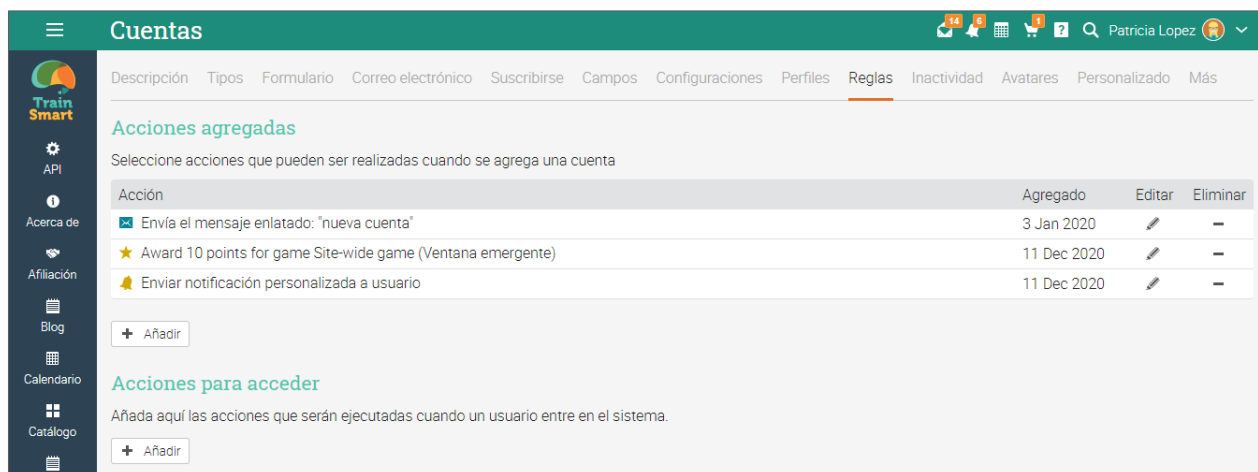 Cuentas
14
6
1
?
Patricia Lopez
Train
Smart
API
Acerca de
Afiliación
Blog
Calendario
Catálogo
Descripción Tipos Formulario Correo electrónico Suscribirse Campos Configuraciones Perfiles Reglas Inactividad Avatares Personalizado Más
Acciones agregadas
Seleccione acciones que pueden ser realizadas cuando se agrega una cuenta
Acción Agregado Editar Eliminar
Envía el mensaje enlatado: "nueva cuenta" 3 Jan 2020
Award 10 points for game Site-wide game (Ventana emergente) 11 Dec 2020
Enviar notificación personalizada a usuario 11 Dec 2020
+ Añadir
Acciones para acceder
Añada aquí las acciones que serán ejecutadas cuando un usuario entre en el sistema.
+ Añadir